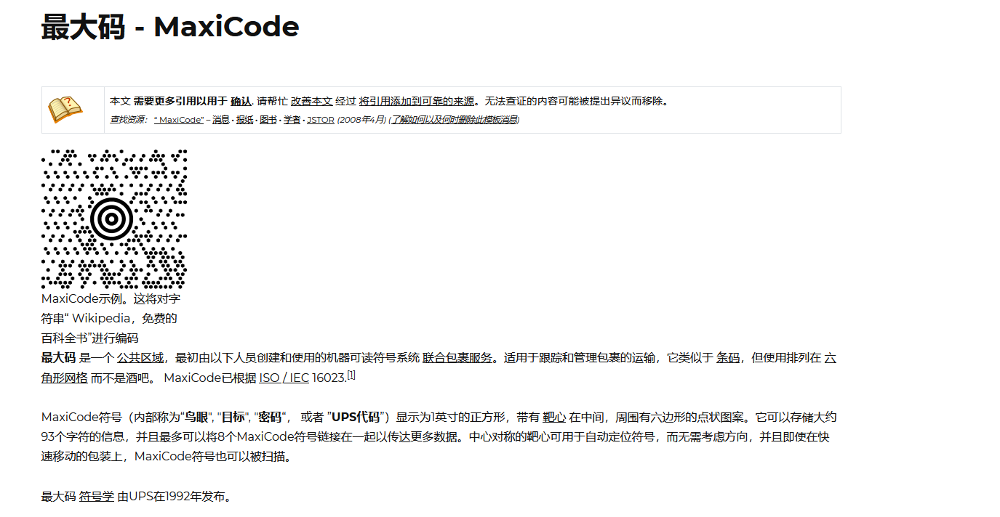 最大码 - MaxiCode
本文 需要更多引用以用于 确认. 请帮忙 改善本文 经过 将引用添加到可靠的来源。无法查证的内容可能被提出异议而移除。
查找资源： “ MaxiCode” – 消息 · 报纸 · 图书 · 学者 · JSTOR (2008年4月) (了解如何以及何时删除此模板消息)
MaxiCode示例。这将对字
符串“ Wikipedia，免费的
百科全书”进行编码
最大码 是一个 公共区域，最初由以下人员创建和使用的机器可读符号系统 联合包裹服务。适用于跟踪和管理包裹的运输，它类似于 条码，但使用排列在 六
角形网格 而不是酒吧。 MaxiCode已根据 ISO / IEC 16023.[1]
MaxiCode符号（内部称为“鸟眼", "目标", "密码“， 或者 ”UPS代码”）显示为1英寸的正方形，带有 靶心 在中间，周围有六边形的点状图案。它可以存储大约
93个字符的信息，并且最多可以将8个MaxiCode符号链接在一起以传达更多数据。中心对称的靶心可用于自动定位符号，而无需考虑方向，并且即使在快
速移动的包装上，MaxiCode符号也可以被扫描。
最大码 符号学 由UPS在1992年发布。